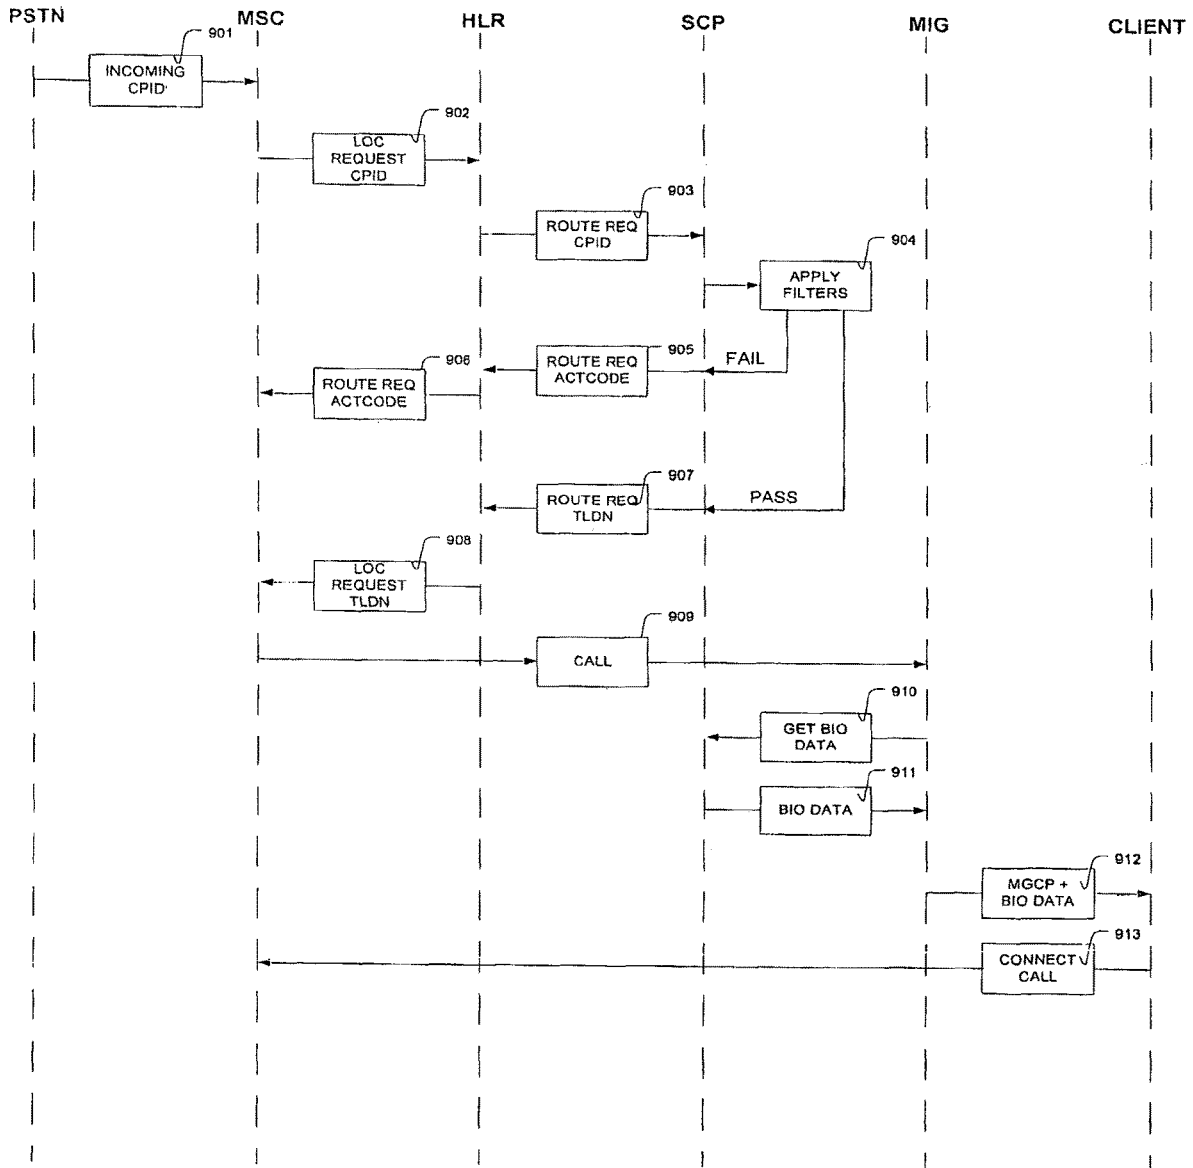 PSTN
MSC
HLR
SCP
MIG
CLIENT
901
INCOMING
CPID
902
LOC
REQUEST
CPID
903
ROUTE REQ
CPID
904
APPLY
FILTERS
FAIL
905
ROUTE REQ
ACTCODE
906
ROUTE REQ
ACTCODE
PASS
907
ROUTE REQ
TLDN
908
LOC
REQUEST
TLDN
909
CALL
910
GET BIO
DATA
911
BIO DATA
912
MGCP +
BIO DATA
913
CONNECT
CALL